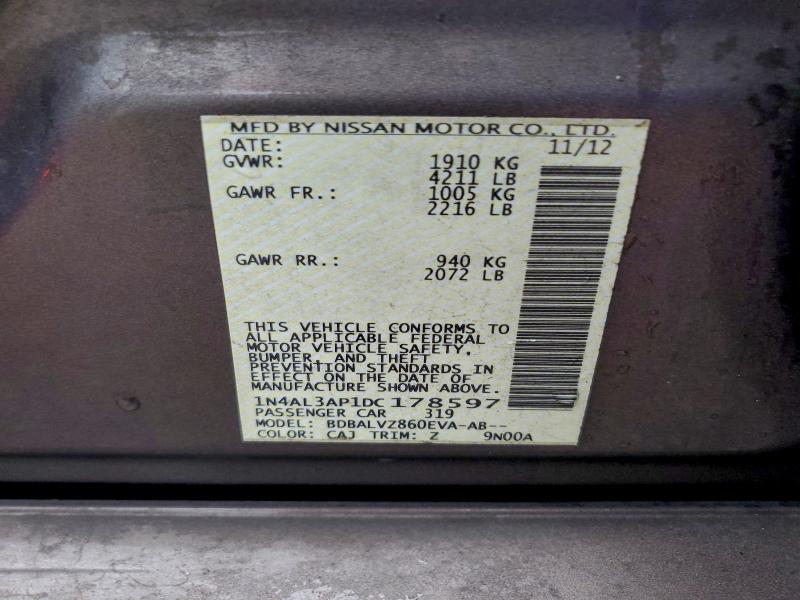 MFD BY NISSAN MOTOR CO., LTD.
DATE: 11/12
GVWR: 1910 KG
4211 LB
GAWR FR.: 1005 KG
2216 LB
GAWR RR.: 940 KG
2072 LB
THIS VEHICLE CONFORMS TO
ALL APPLICABLE FEDERAL
MOTOR VEHICLE SAFETY,
BUMPER, AND THEFT
PREVENTION STANDARDS IN
EFFECT ON THE DATE OF
MANUFACTURE SHOWN ABOVE.
1N4AL3AP1DC178597
PASSENGER CAR 319
MODEL: BDBALVZ860EVA-AB--
COLOR: CAJ TRIM: Z 9N00A